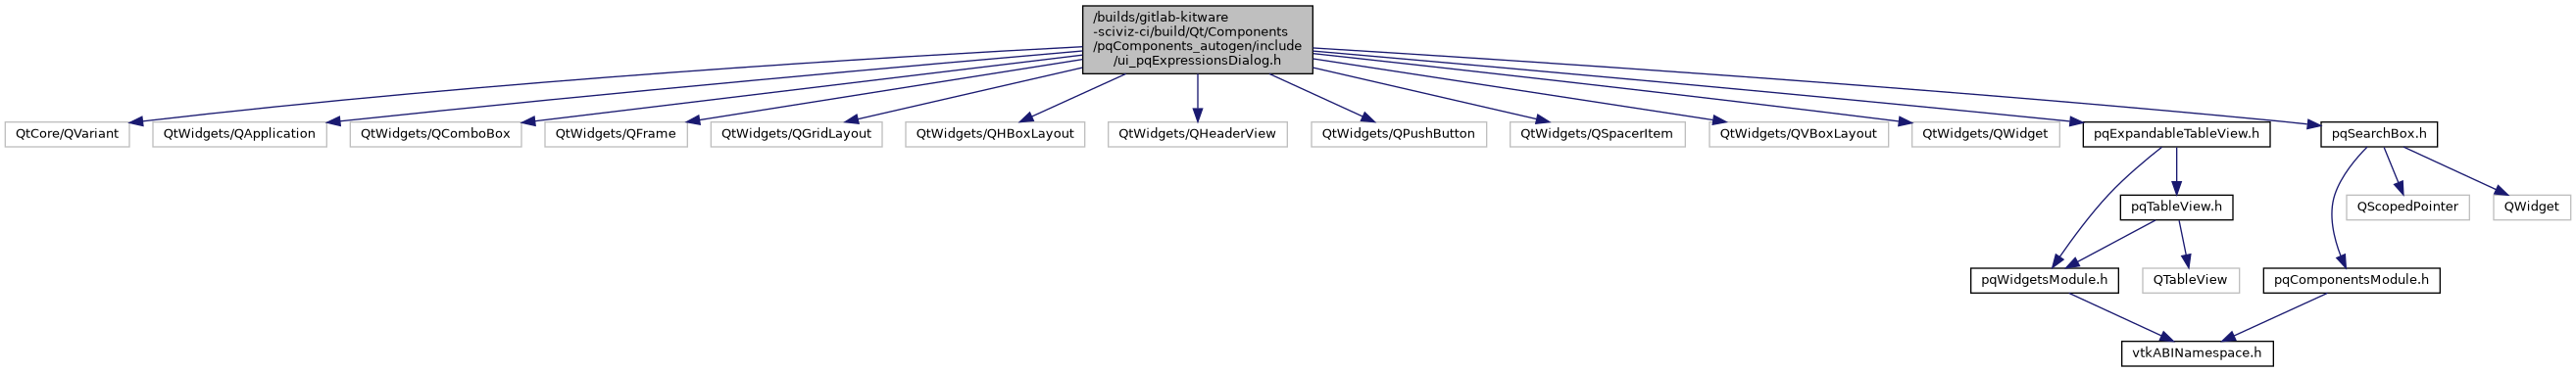 /builds/gitlab-kitware
-sciviz-ci/build/Qt/Components
/pqComponents_autogen/include
/ui_pqExpressionsDialog.h
QtCore/QVariant
QtWidgets/QApplication
QtWidgets/QComboBox
QtWidgets/QFrame
QtWidgets/QGridLayout
QtWidgets/QHBoxLayout
QtWidgets/QHeaderView
QtWidgets/QPushButton
QtWidgets/QSpacerItem
QtWidgets/QVBoxLayout
QtWidgets/QWidget
pqExpandableTableView.h
pqSearchBox.h
pqTableView.h
QScopedPointer
QWidget
pqWidgetsModule.h
QTableView
pqComponentsModule.h
vtkABINamespace.h